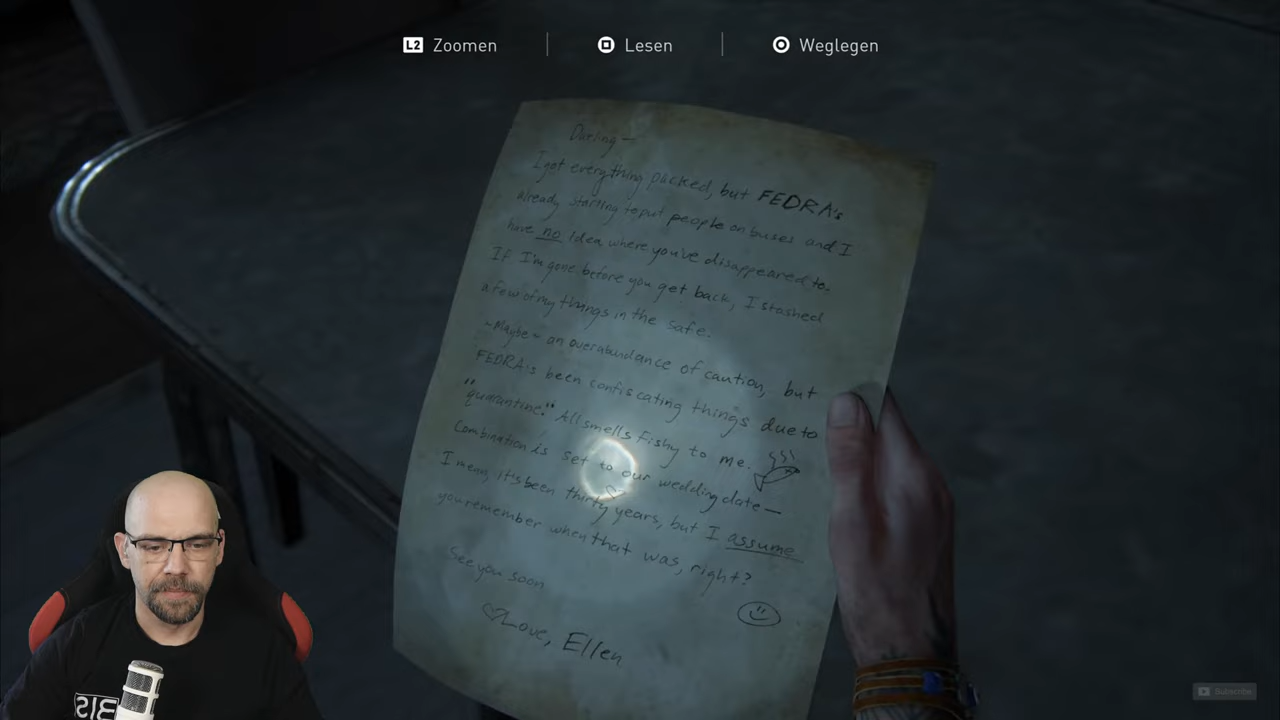 L2 Zoomen
Lesen
Weglegen
Darling —
I got everything packed, but FEDRA's
already starting to put people on buses and I
have no idea where you've disappeared to.
If I'm gone before you get back, I stashed
a few of my things in the safe.
~Maybe~ an overabundance of caution, but
FEDRA's been confiscating things due to
"quarantine." All smells fishy to me.
Combination is set to our wedding date —
I mean, it's been thirty years, but I assume
you remember when that was, right?
See you soon
Love, Ellen
Subscribe